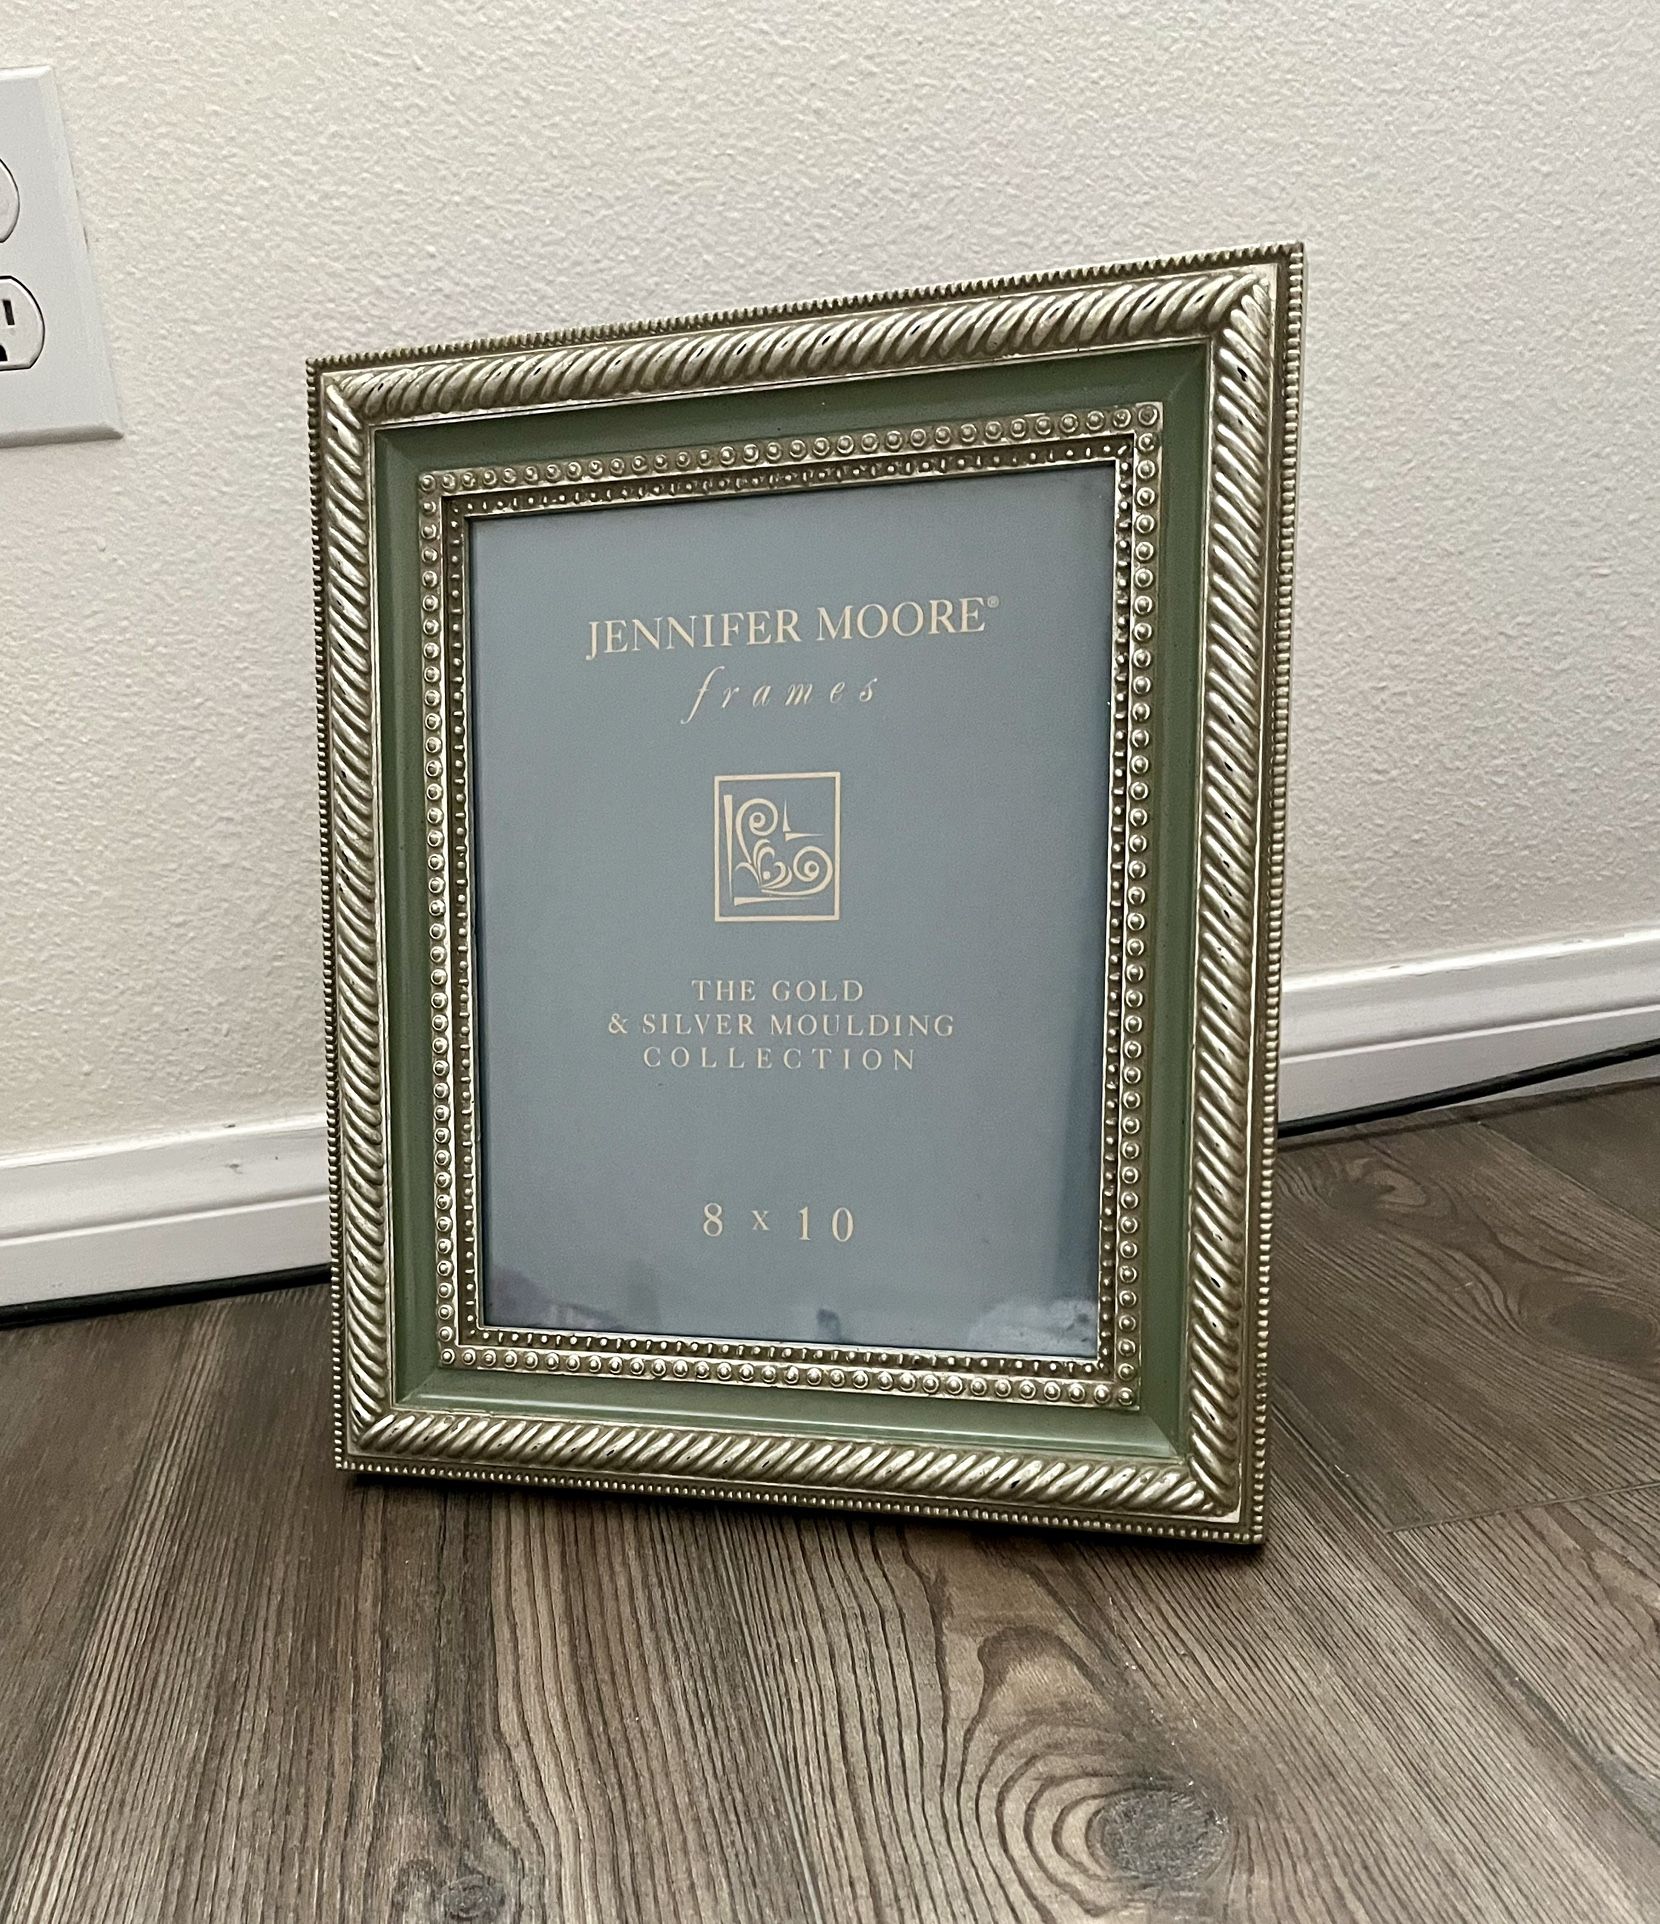 JENNIFER MOORE®
frames
THE GOLD
& SILVER MOULDING
COLLECTION
8 x 10